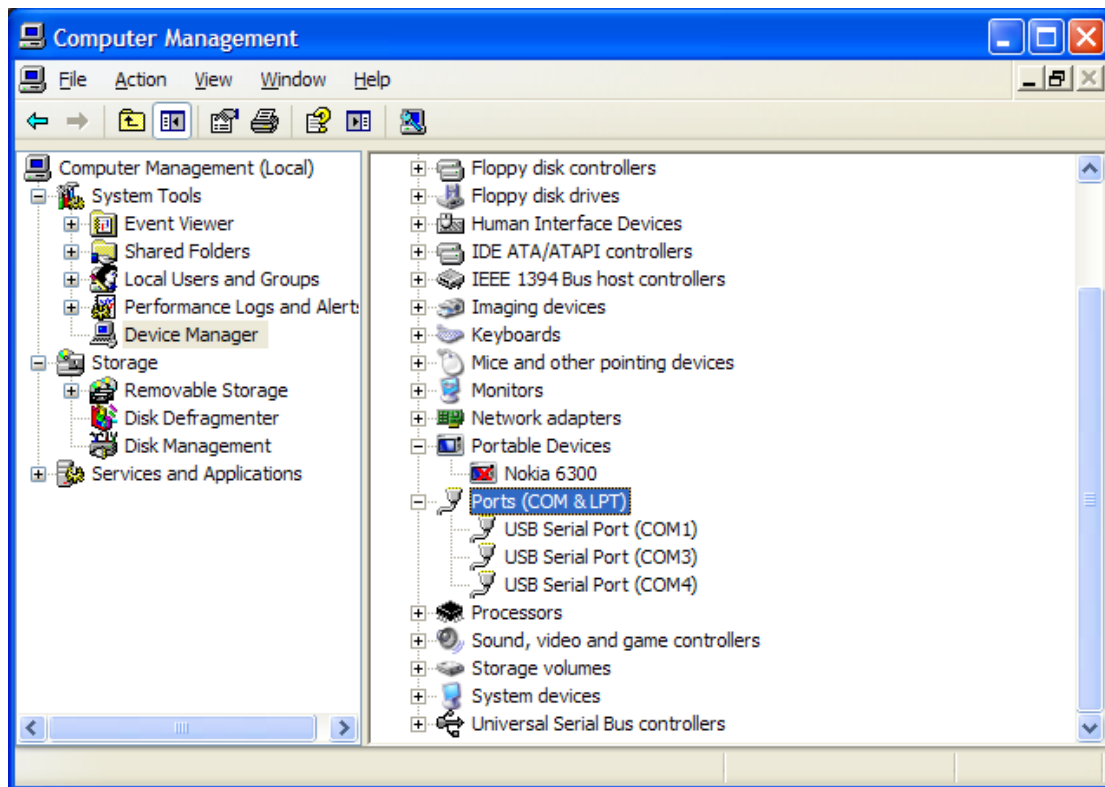 Computer Management
File Action View Window Help
Computer Management (Local)
System Tools
Event Viewer
Shared Folders
Local Users and Groups
Performance Logs and Alert
Device Manager
Storage
Removable Storage
Disk Defragmenter
Disk Management
Services and Applications
Floppy disk controllers
Floppy disk drives
Human Interface Devices
IDE ATA/ATAPI controllers
IEEE 1394 Bus host controllers
Imaging devices
Keyboards
Mice and other pointing devices
Monitors
Network adapters
Portable Devices
Nokia 6300
Ports (COM & LPT)
USB Serial Port (COM1)
USB Serial Port (COM3)
USB Serial Port (COM4)
Processors
Sound, video and game controllers
Storage volumes
System devices
Universal Serial Bus controllers